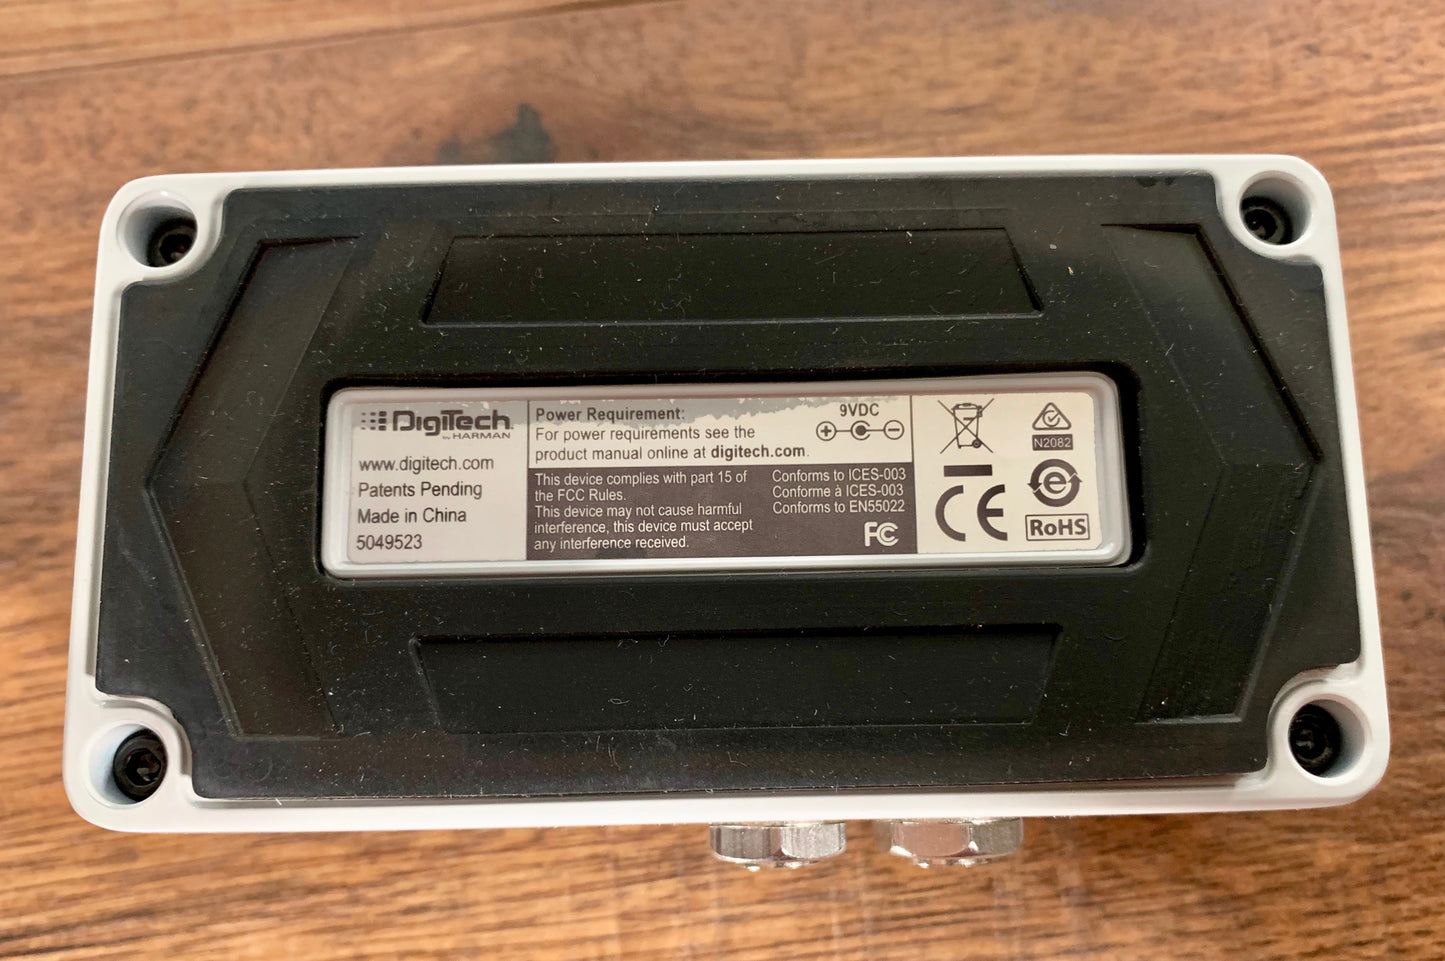 DigiTech
by HARMAN
www.digitech.com
Patents Pending
Made in China
5049523
Power Requirement:
For power requirements see the
product manual online at digitech.com.
9VDC
This device complies with part 15 of
the FCC Rules.
This device may not cause harmful
interference, this device must accept
any interference received.
Conforms to ICES-003
Conforme à ICES-003
Conforms to EN55022
FC
N2082
e
CE
RoHS